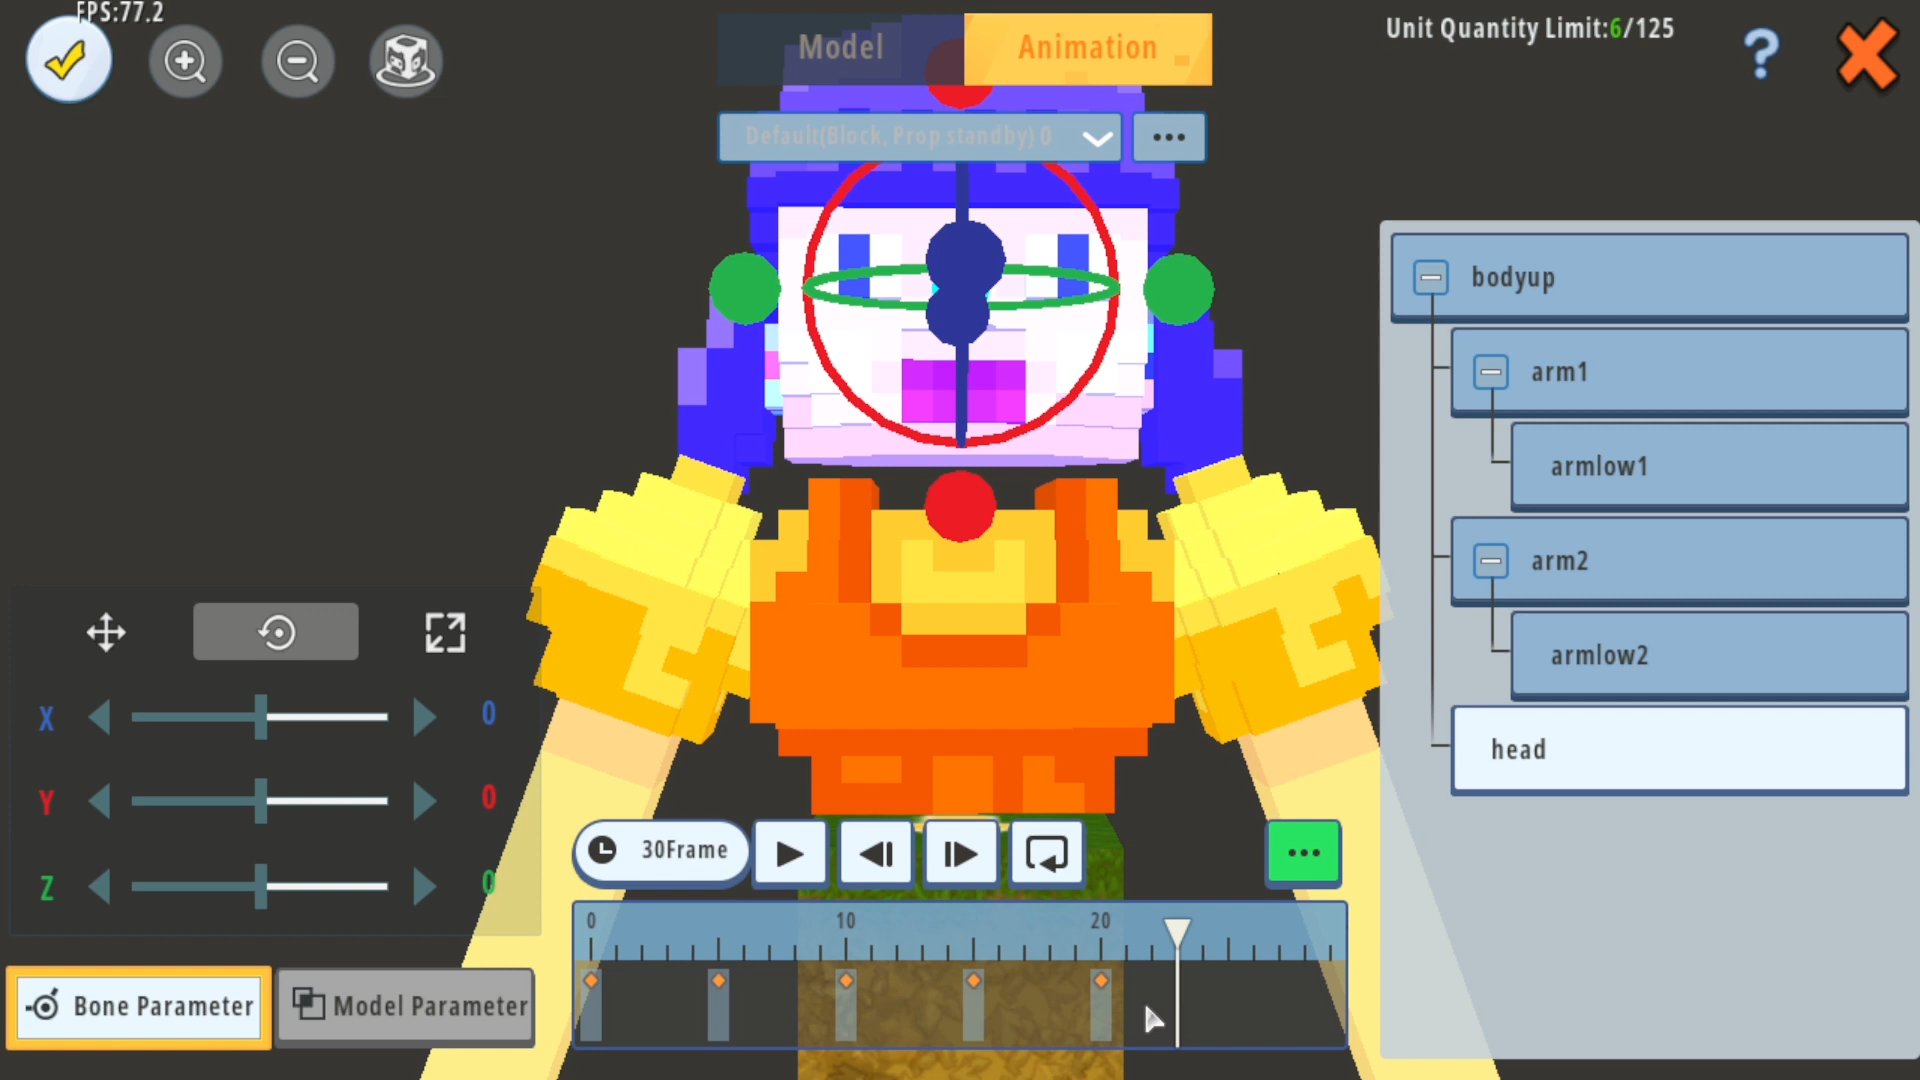 FPS:77.2
Model
Animation
Unit Quantity Limit:6/125
?
Default(Block, Prop standby) 0
bodyup
arm1
armlow1
arm2
armlow2
head
X
0
Y
0
Z
0
30Frame
0
10
20
Bone Parameter
Model Parameter